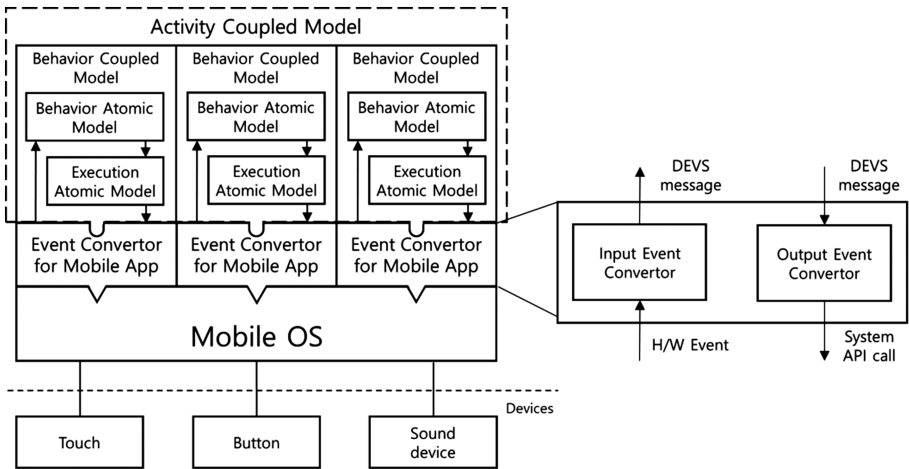 Activity Coupled Model
Behavior Coupled
Model
Behavior Atomic
Model
Execution
Atomic Model
Event Convertor
for Mobile App
Behavior Coupled
Model
Behavior Atomic
Model
Execution
Atomic Model
Event Convertor
for Mobile App
Behavior Coupled
Model
Behavior Atomic
Model
Execution
Atomic Model
Event Convertor
for Mobile App
Mobile OS
DEVS
message
DEVS
message
Input Event
Convertor
Output Event
Convertor
H/W Event
System
API call
Devices
Touch
Button
Sound
device